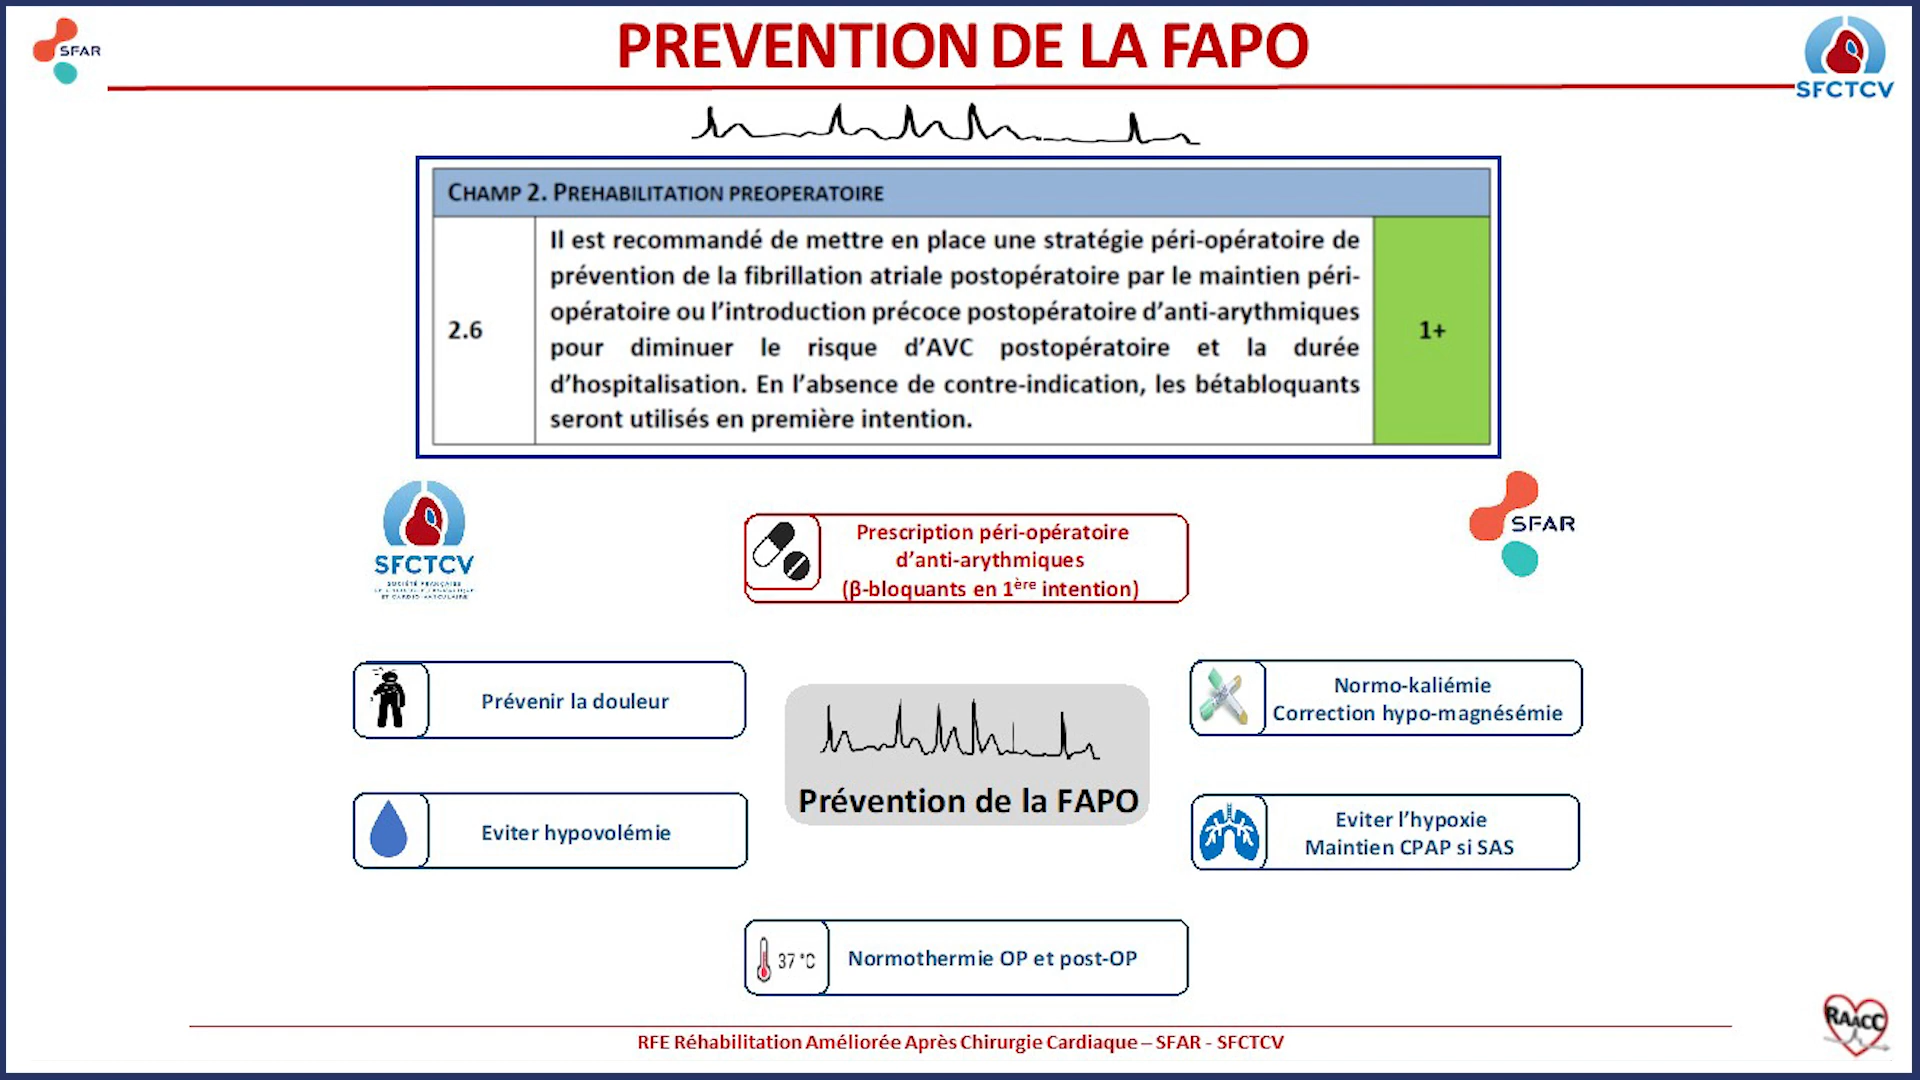 SFAR
PREVENTION DE LA FAPO
SFCTCV
CHAMP 2. PREHABILITATION PREOPERATOIRE
2.6
Il est recommandé de mettre en place une stratégie péri-opératoire de
prévention de la fibrillation atriale postopératoire par le maintien péri-
opératoire ou l’introduction précoce postopératoire d’anti-arythmiques
pour diminuer le risque d’AVC postopératoire et la durée
d’hospitalisation. En l’absence de contre-indication, les bétabloquants
seront utilisés en première intention.
1+
SFCTCV
SOCIÉTÉ FRANÇAISE
ET CARDIO-VASCULAIRE
Prescription péri-opératoire
d’anti-arythmiques
(β-bloquants en 1ère intention)
SFAR
Prévenir la douleur
Normo-kaliémie
Correction hypo-magnésémie
Prévention de la FAPO
Eviter hypovolémie
Eviter l’hypoxie
Maintien CPAP si SAS
37 °C
Normothermie OP et post-OP
RFE Réhabilitation Améliorée Après Chirurgie Cardiaque – SFAR - SFCTCV
RAACC